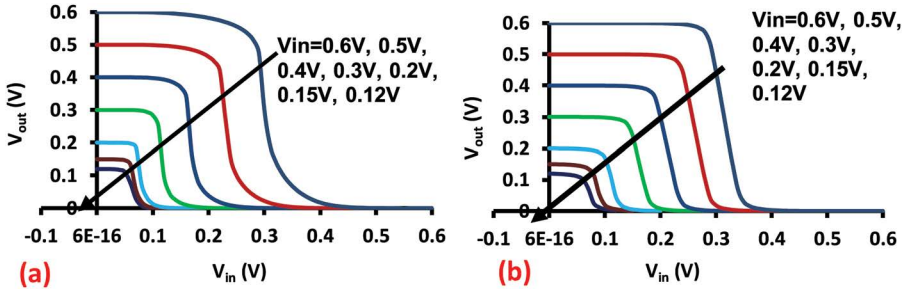 0.6
0.5
0.4
0.3
0.2
0.1
0
V_out (V)
Vin=0.6V, 0.5V,
0.4V, 0.3V, 0.2V,
0.15V, 0.12V
-0.1 6E-16 0.1 0.2 0.3 0.4 0.5 0.6
(a)
V_in (V)
0.6
0.5
0.4
0.3
0.2
0.1
0
V_out (V)
Vin=0.6V, 0.5V,
0.4V, 0.3V,
0.2V, 0.15V,
0.12V
-0.1 6E-16 0.1 0.2 0.3 0.4 0.5 0.6
(b)
V_in (V)